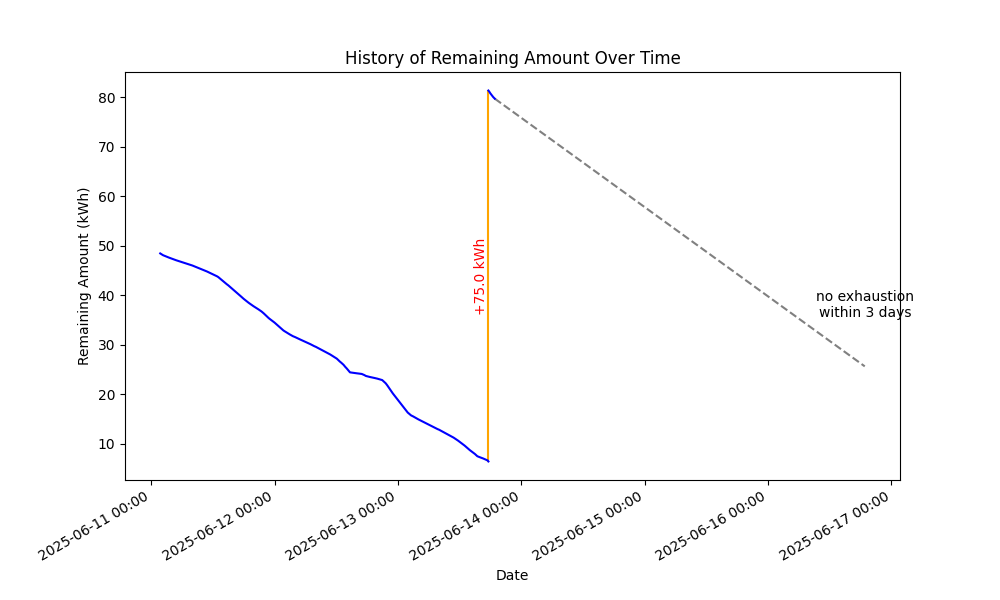 History of Remaining Amount Over Time
Remaining Amount (kWh)
80
70
60
50
40
30
20
10
+75.0 kWh
no exhaustion
within 3 days
2025-06-11 00:00
2025-06-12 00:00
2025-06-13 00:00
2025-06-14 00:00
2025-06-15 00:00
2025-06-16 00:00
2025-06-17 00:00
Date